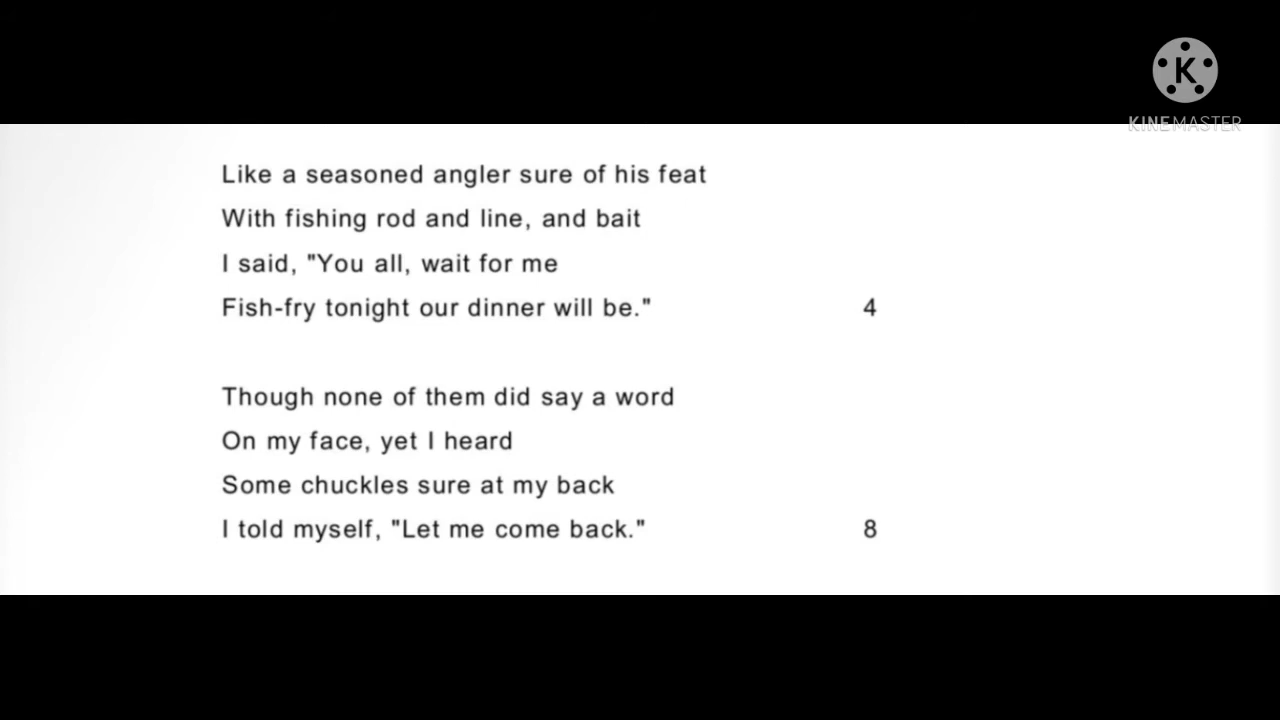 K
KINEMASTER
Like a seasoned angler sure of his feat
With fishing rod and line, and bait
I said, "You all, wait for me
Fish-fry tonight our dinner will be." 4
Though none of them did say a word
On my face, yet I heard
Some chuckles sure at my back
I told myself, "Let me come back." 8